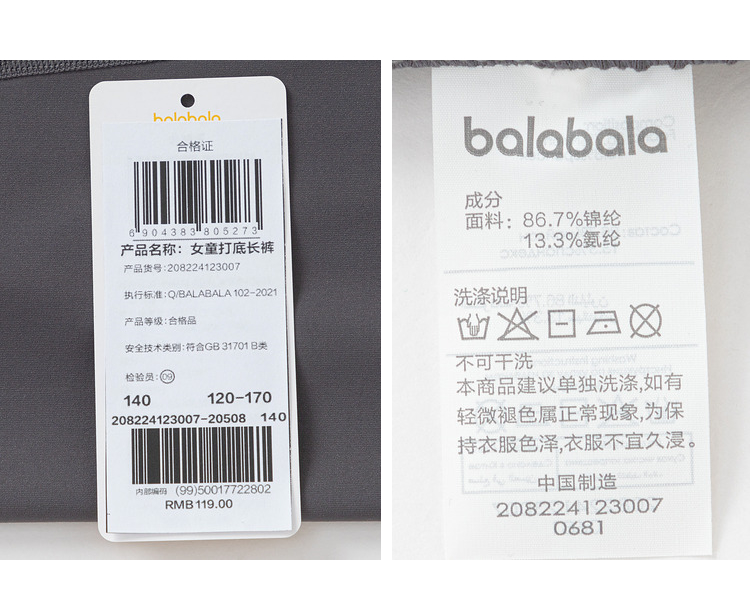 balabala
合格证
6 904383 805273
产品名称：女童打底长裤
产品货号：208224123007
执行标准：Q/BALABALA 102-2021
产品等级：合格品
安全技术类别：符合GB 31701 B类
检验员：09
140 120-170
208224123007-20508 140
内部编码 (99)50017722802
RMB119.00
balabala
成分
面料：86.7%锦纶
13.3%氨纶
洗涤说明
不可干洗
本商品建议单独洗涤,如有
轻微褪色属正常现象,为保
持衣服色泽,衣服不宜久浸。
中国制造
208224123007
0681